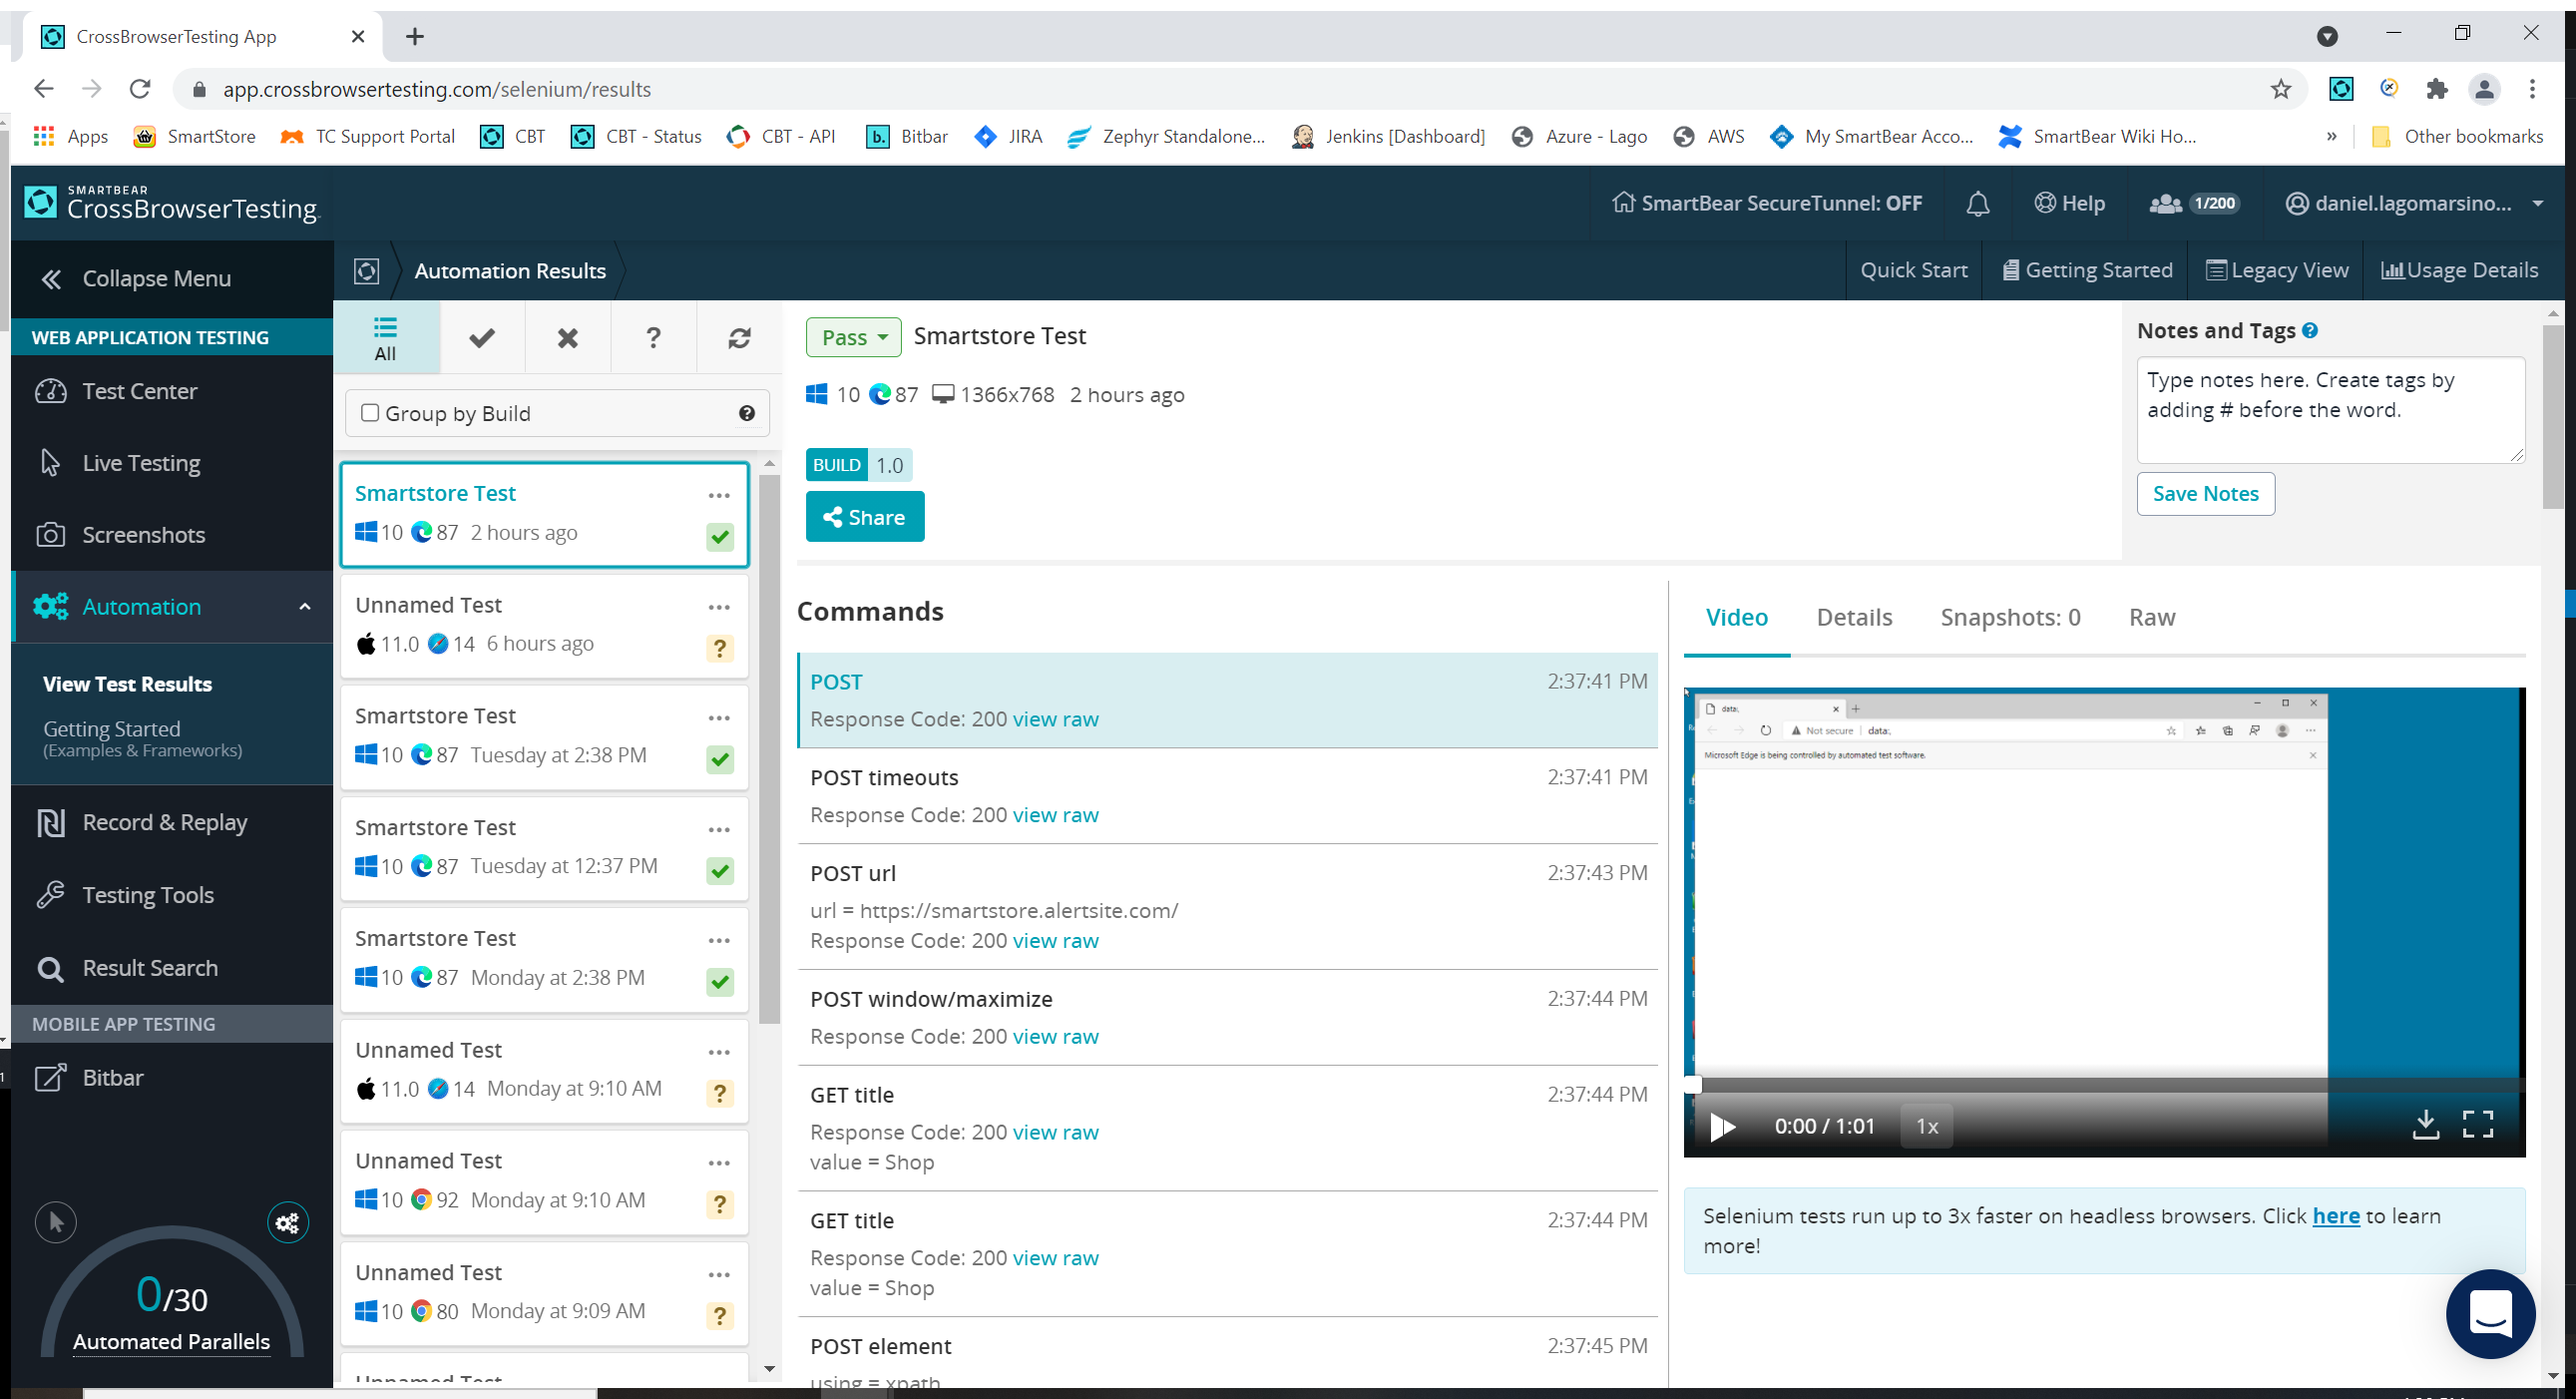 CrossBrowserTesting App
app.crossbrowsertesting.com/selenium/results
Apps
SmartStore
TC Support Portal
CBT
CBT - Status
CBT - API
Bitbar
JIRA
Zephyr Standalone...
Jenkins [Dashboard]
Azure - Lago
AWS
My SmartBear Acco...
SmartBear Wiki Ho...
»
Other bookmarks
SMARTBEAR
CrossBrowserTesting
SmartBear SecureTunnel: OFF
Help
1/200
daniel.lagomarsino...
Collapse Menu
Automation Results
Quick Start
Getting Started
Legacy View
Usage Details
WEB APPLICATION TESTING
Test Center
Live Testing
Screenshots
Automation
View Test Results
Getting Started
(Examples & Frameworks)
Record & Replay
Testing Tools
Result Search
MOBILE APP TESTING
Bitbar
0/30
Automated Parallels
All
?
Group by Build
Smartstore Test
10 87 2 hours ago
Unnamed Test
11.0 14 6 hours ago
?
Smartstore Test
10 87 Tuesday at 2:38 PM
Smartstore Test
10 87 Tuesday at 12:37 PM
Smartstore Test
10 87 Monday at 2:38 PM
Unnamed Test
11.0 14 Monday at 9:10 AM
?
Unnamed Test
10 92 Monday at 9:10 AM
?
Unnamed Test
10 80 Monday at 9:09 AM
?
Unnamed Test
Pass
Smartstore Test
10 87 1366x768 2 hours ago
BUILD 1.0
Share
Notes and Tags
Type notes here. Create tags by
adding # before the word.
Save Notes
Commands
POST 2:37:41 PM
Response Code: 200 view raw
POST timeouts 2:37:41 PM
Response Code: 200 view raw
POST url 2:37:43 PM
url = https://smartstore.alertsite.com/
Response Code: 200 view raw
POST window/maximize 2:37:44 PM
Response Code: 200 view raw
GET title 2:37:44 PM
Response Code: 200 view raw
value = Shop
GET title 2:37:44 PM
Response Code: 200 view raw
value = Shop
POST element 2:37:45 PM
using = xpath
Video
Details
Snapshots: 0
Raw
data:,
Not secure | data:,
Microsoft Edge is being controlled by automated test software.
0:00 / 1:01
1x
Selenium tests run up to 3x faster on headless browsers. Click here to learn
more!